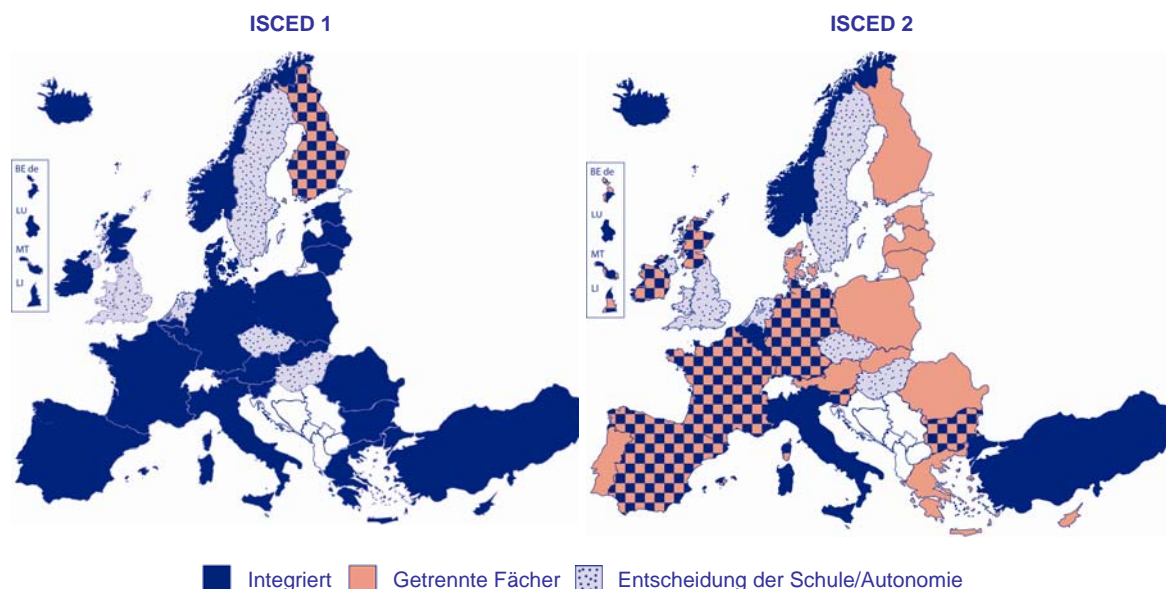 ISCED 1
ISCED 2
BE de
LU
MT
LI
BE de
LU
MT
LI
Integriert
Getrennte Fächer
Entscheidung der Schule/Autonomie